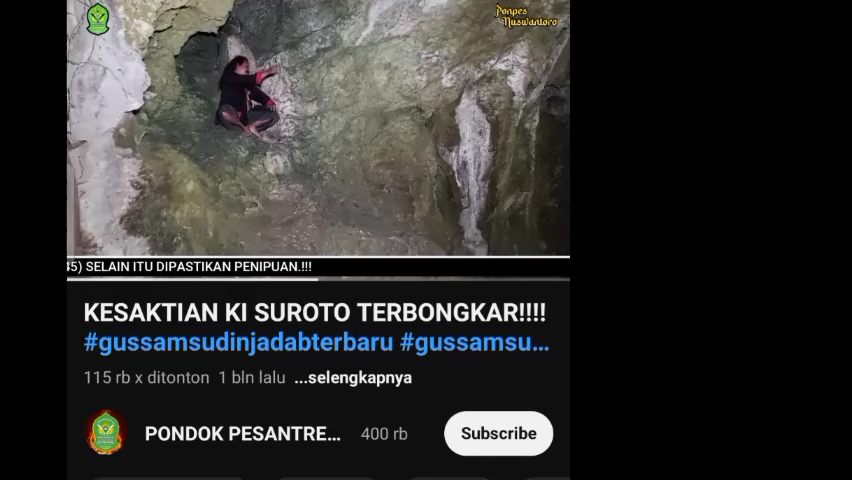 Ponpes
Nuswantoro
45) SELAIN ITU DIPASTIKAN PENIPUAN.!!!
KESAKTIAN KI SUROTO TERBONGKAR!!!!
#gussamsudinjadabterbaru #gussamsu...
115 rb x ditonton 1 bln lalu ...selengkapnya
PONDOK PESANTRE... 400 rb
Subscribe